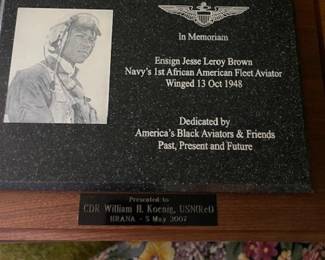 In Memoriam
Ensign Jesse Leroy Brown
Navy's 1st African American Fleet Aviator
Winged 13 Oct 1948
Dedicated by
America's Black Aviators & Friends
Past, Present and Future
Presented to
CDR William H. Koenig, USN(Ret)
HRANA - 5 May 2007